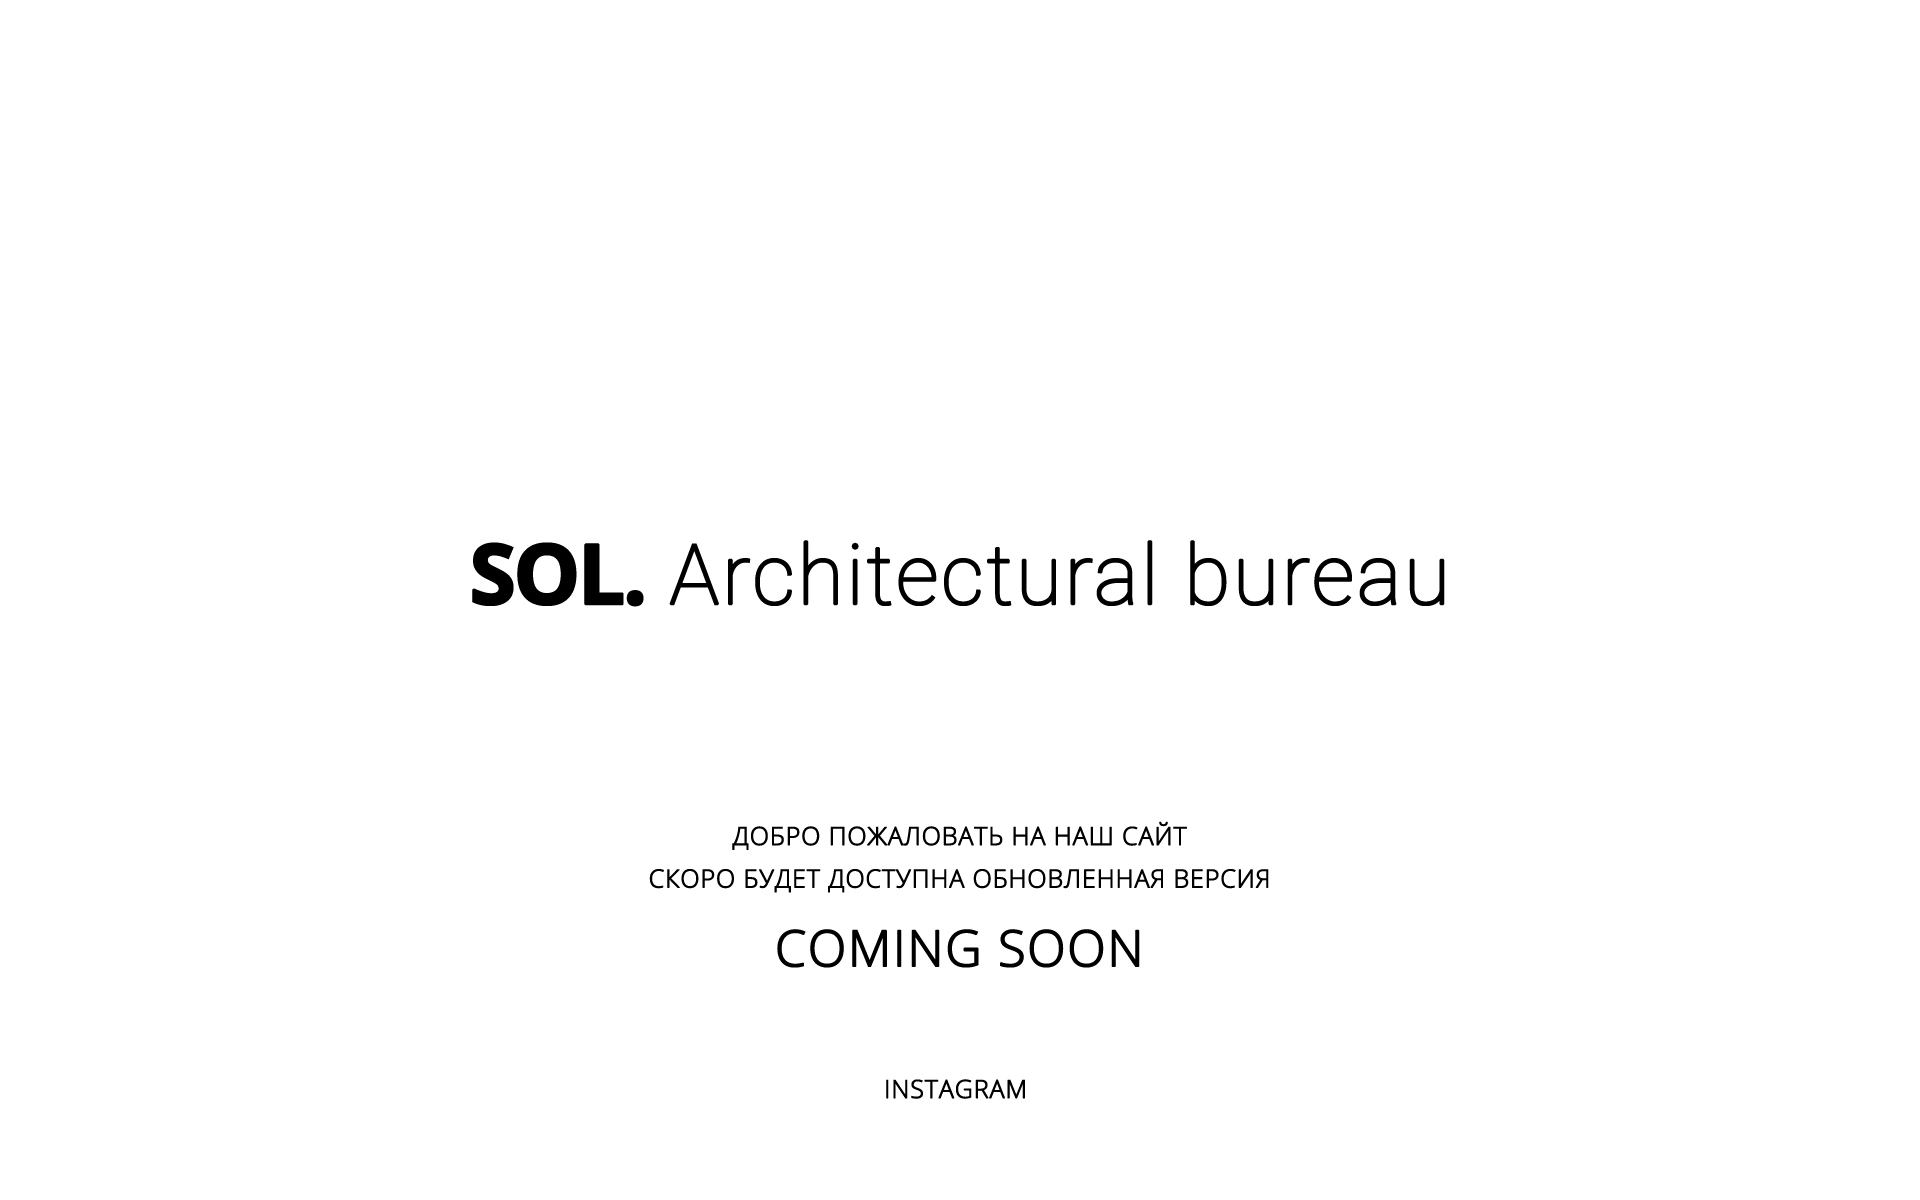 SOL. Architectural bureau
ДОБРО ПОЖАЛОВАТЬ НА НАШ САЙТ
СКОРО БУДЕТ ДОСТУПНА ОБНОВЛЕННАЯ ВЕРСИЯ
COMING SOON
INSTAGRAM